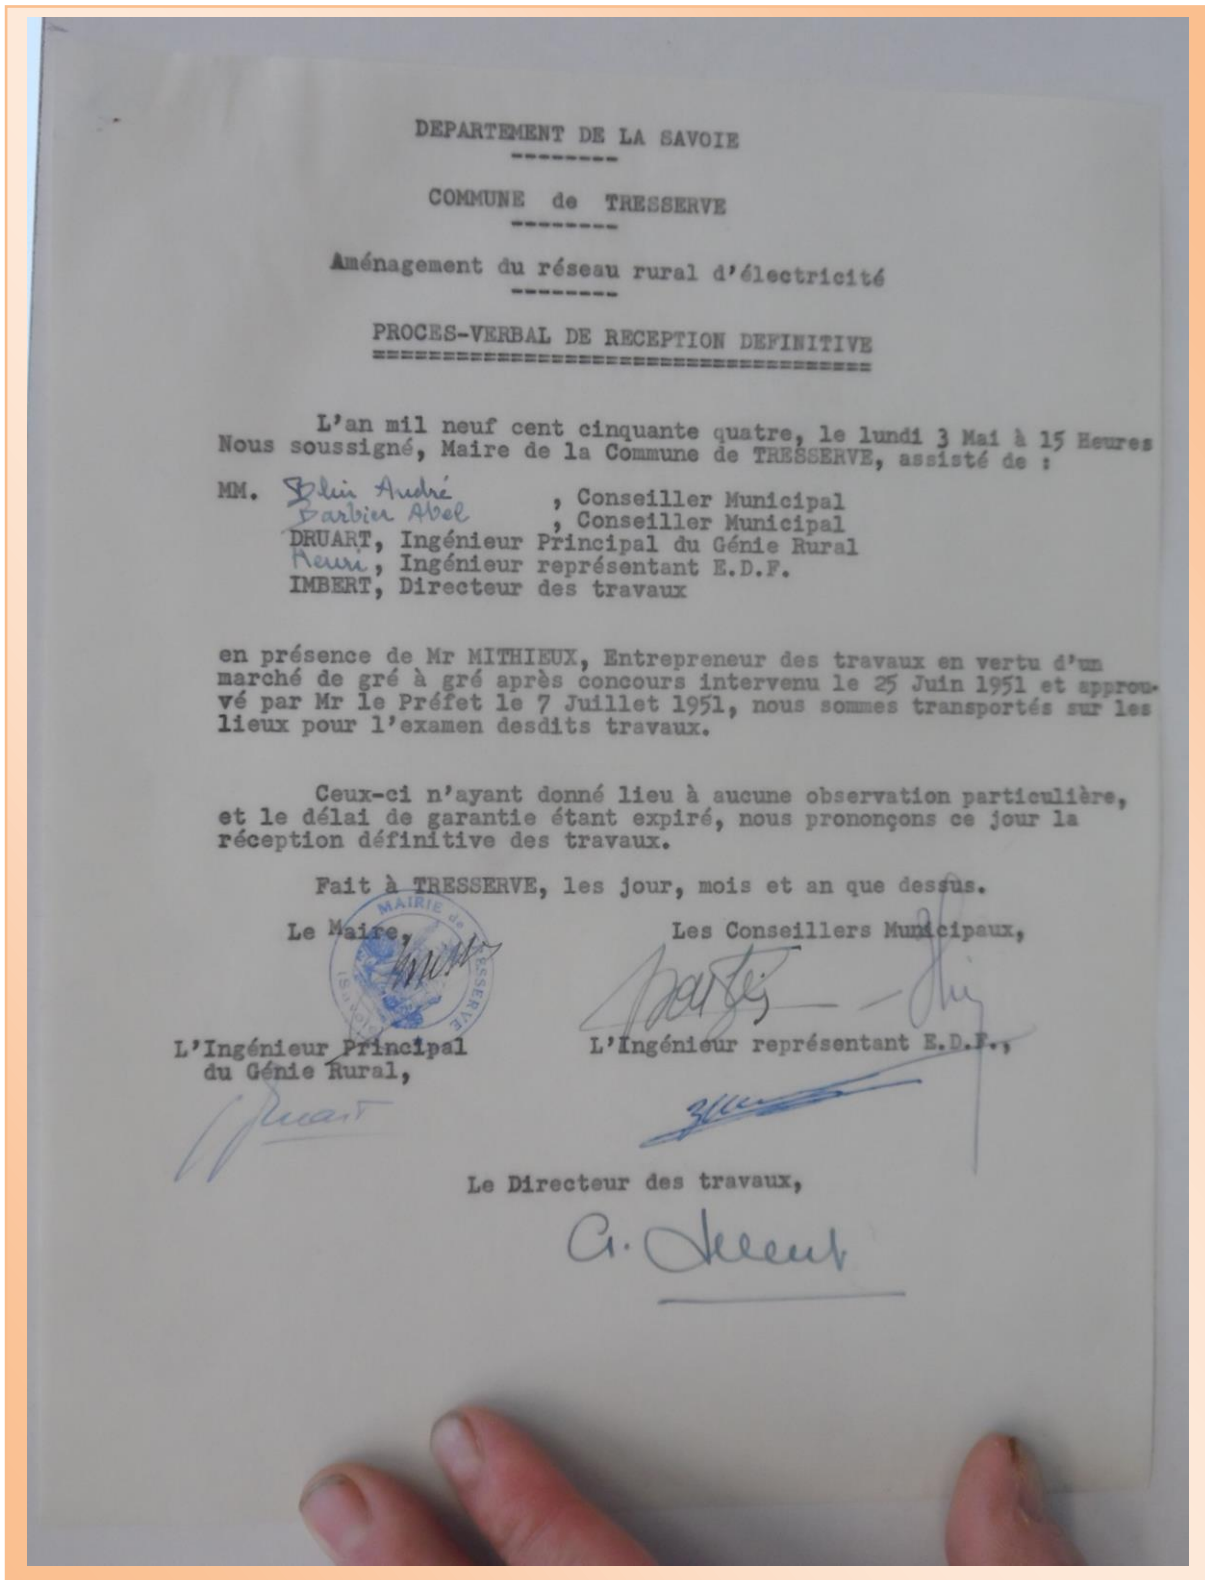 DEPARTEMENT DE LA SAVOIE
--------
COMMUNE de TRESSERVE
--------
Aménagement du réseau rural d'électricité
--------
PROCES-VERBAL DE RECEPTION DEFINITIVE
=====================================
L'an mil neuf cent cinquante quatre, le lundi 3 Mai à 15 Heures
Nous soussigné, Maire de la Commune de TRESSERVE, assisté de :
MM. Blin André , Conseiller Municipal
Barbier Abel , Conseiller Municipal
DRUART, Ingénieur Principal du Génie Rural
Henri, Ingénieur représentant E.D.F.
IMBERT, Directeur des travaux
en présence de Mr MITHIEUX, Entrepreneur des travaux en vertu d'un
marché de gré à gré après concours intervenu le 25 Juin 1951 et approu-
vé par Mr le Préfet le 7 Juillet 1951, nous sommes transportés sur les
lieux pour l'examen desdits travaux.
Ceux-ci n'ayant donné lieu à aucune observation particulière,
et le délai de garantie étant expiré, nous prononçons ce jour la
réception définitive des travaux.
Fait à TRESSERVE, les jour, mois et an que dessus.
Le Maire,
MAIRIE de TRESSERVE
(Savoie)
Les Conseillers Municipaux,
L'Ingénieur Principal
du Génie Rural,
L'Ingénieur représentant E.D.F.,
Druart
Le Directeur des travaux,